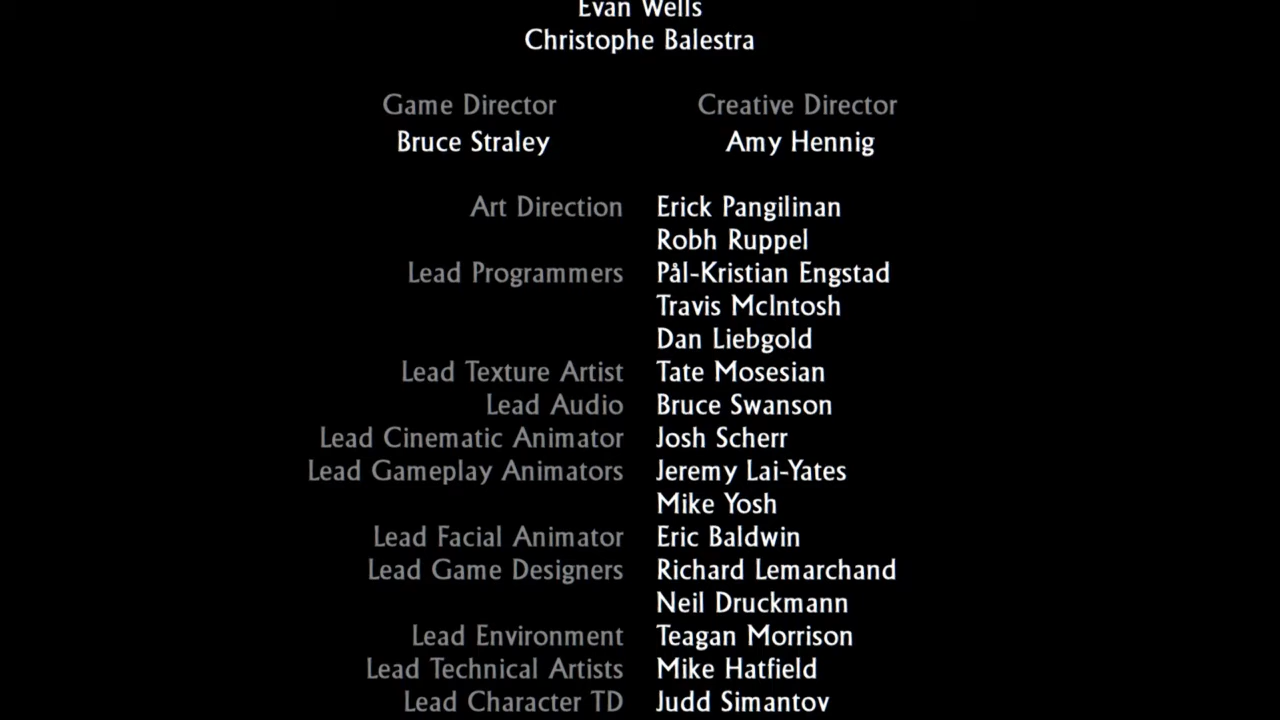 Evan Wells
Christophe Balestra
Game Director Creative Director
Bruce Straley Amy Hennig
Art Direction Erick Pangilinan
Robh Ruppel
Lead Programmers Pål-Kristian Engstad
Travis McIntosh
Dan Liebgold
Lead Texture Artist Tate Mosesian
Lead Audio Bruce Swanson
Lead Cinematic Animator Josh Scherr
Lead Gameplay Animators Jeremy Lai-Yates
Mike Yosh
Lead Facial Animator Eric Baldwin
Lead Game Designers Richard Lemarchand
Neil Druckmann
Lead Environment Teagan Morrison
Lead Technical Artists Mike Hatfield
Lead Character TD Judd Simantov